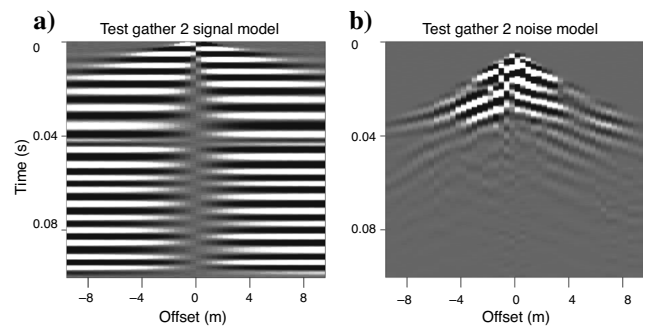 a)
Test gather 2 signal model
0
0.04
0.08
Time (s)
−8 −4 0 4 8
Offset (m)
b)
Test gather 2 noise model
0
0.04
0.08
−8 −4 0 4 8
Offset (m)